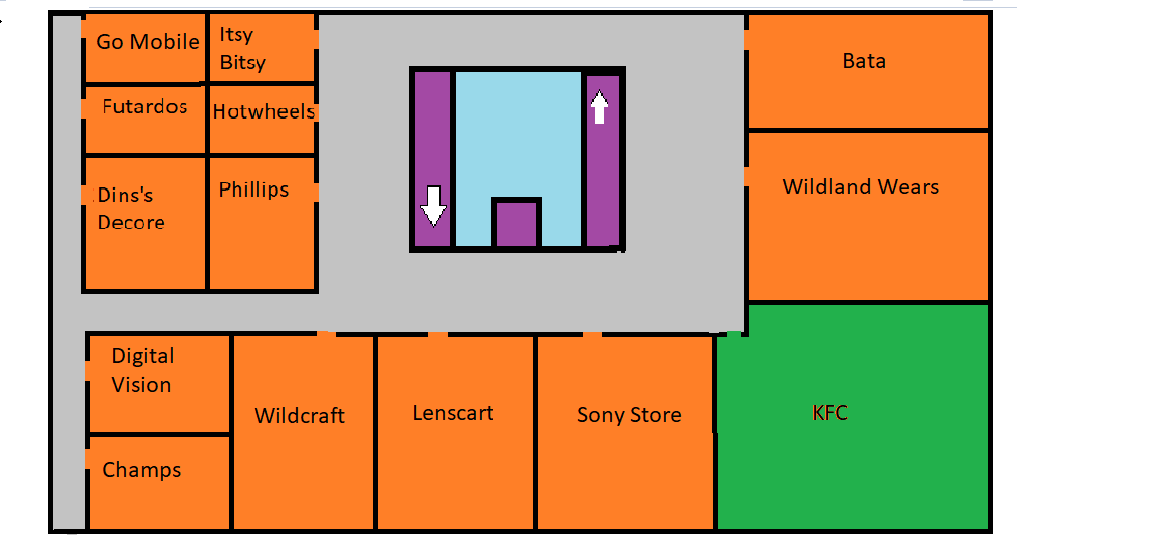 Go Mobile
Itsy
Bitsy
Bata
Futardos
Hotwheels
Dins's
Decore
Phillips
Wildland Wears
Digital
Vision
Wildcraft
Lenscart
Sony Store
KFC
Champs